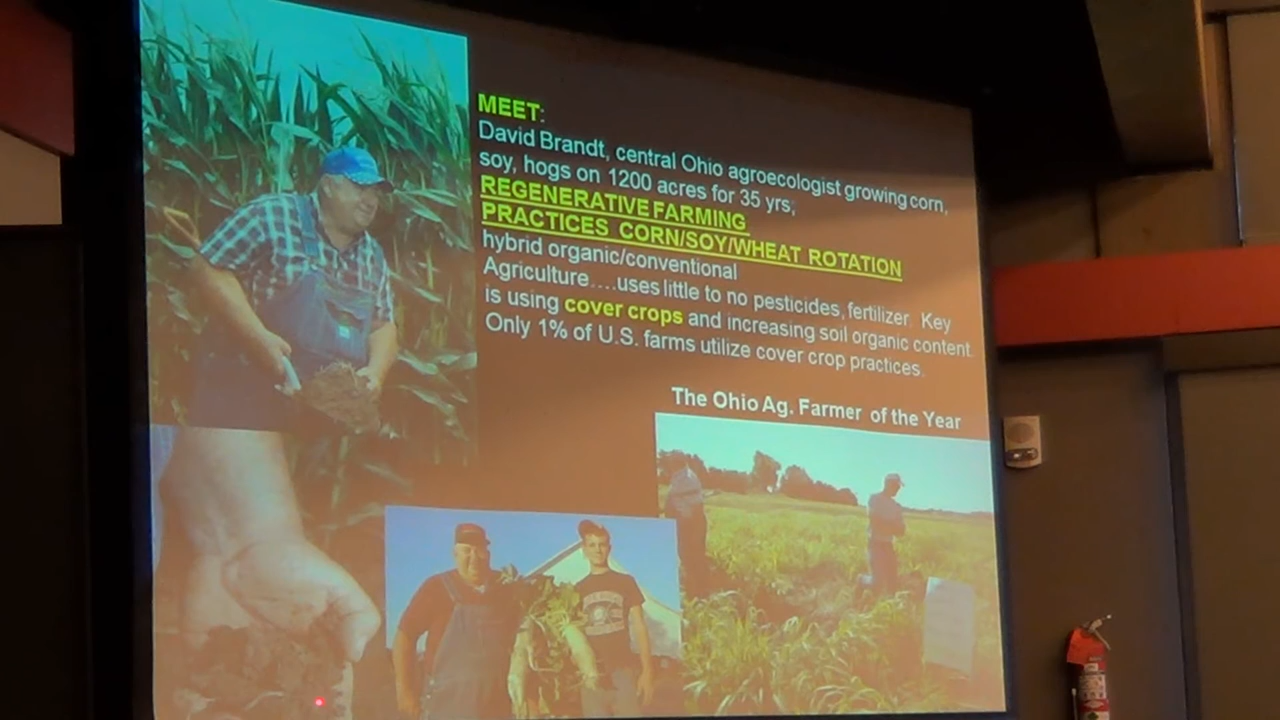 MEET:
David Brandt, central Ohio agroecologist growing corn,
soy, hogs on 1200 acres for 35 yrs,
REGENERATIVE FARMING
PRACTICES CORN/SOY/WHEAT ROTATION
hybrid organic/conventional
Agriculture....uses little to no pesticides, fertilizer. Key
is using cover crops and increasing soil organic content.
Only 1% of U.S. farms utilize cover crop practices.
The Ohio Ag. Farmer of the Year